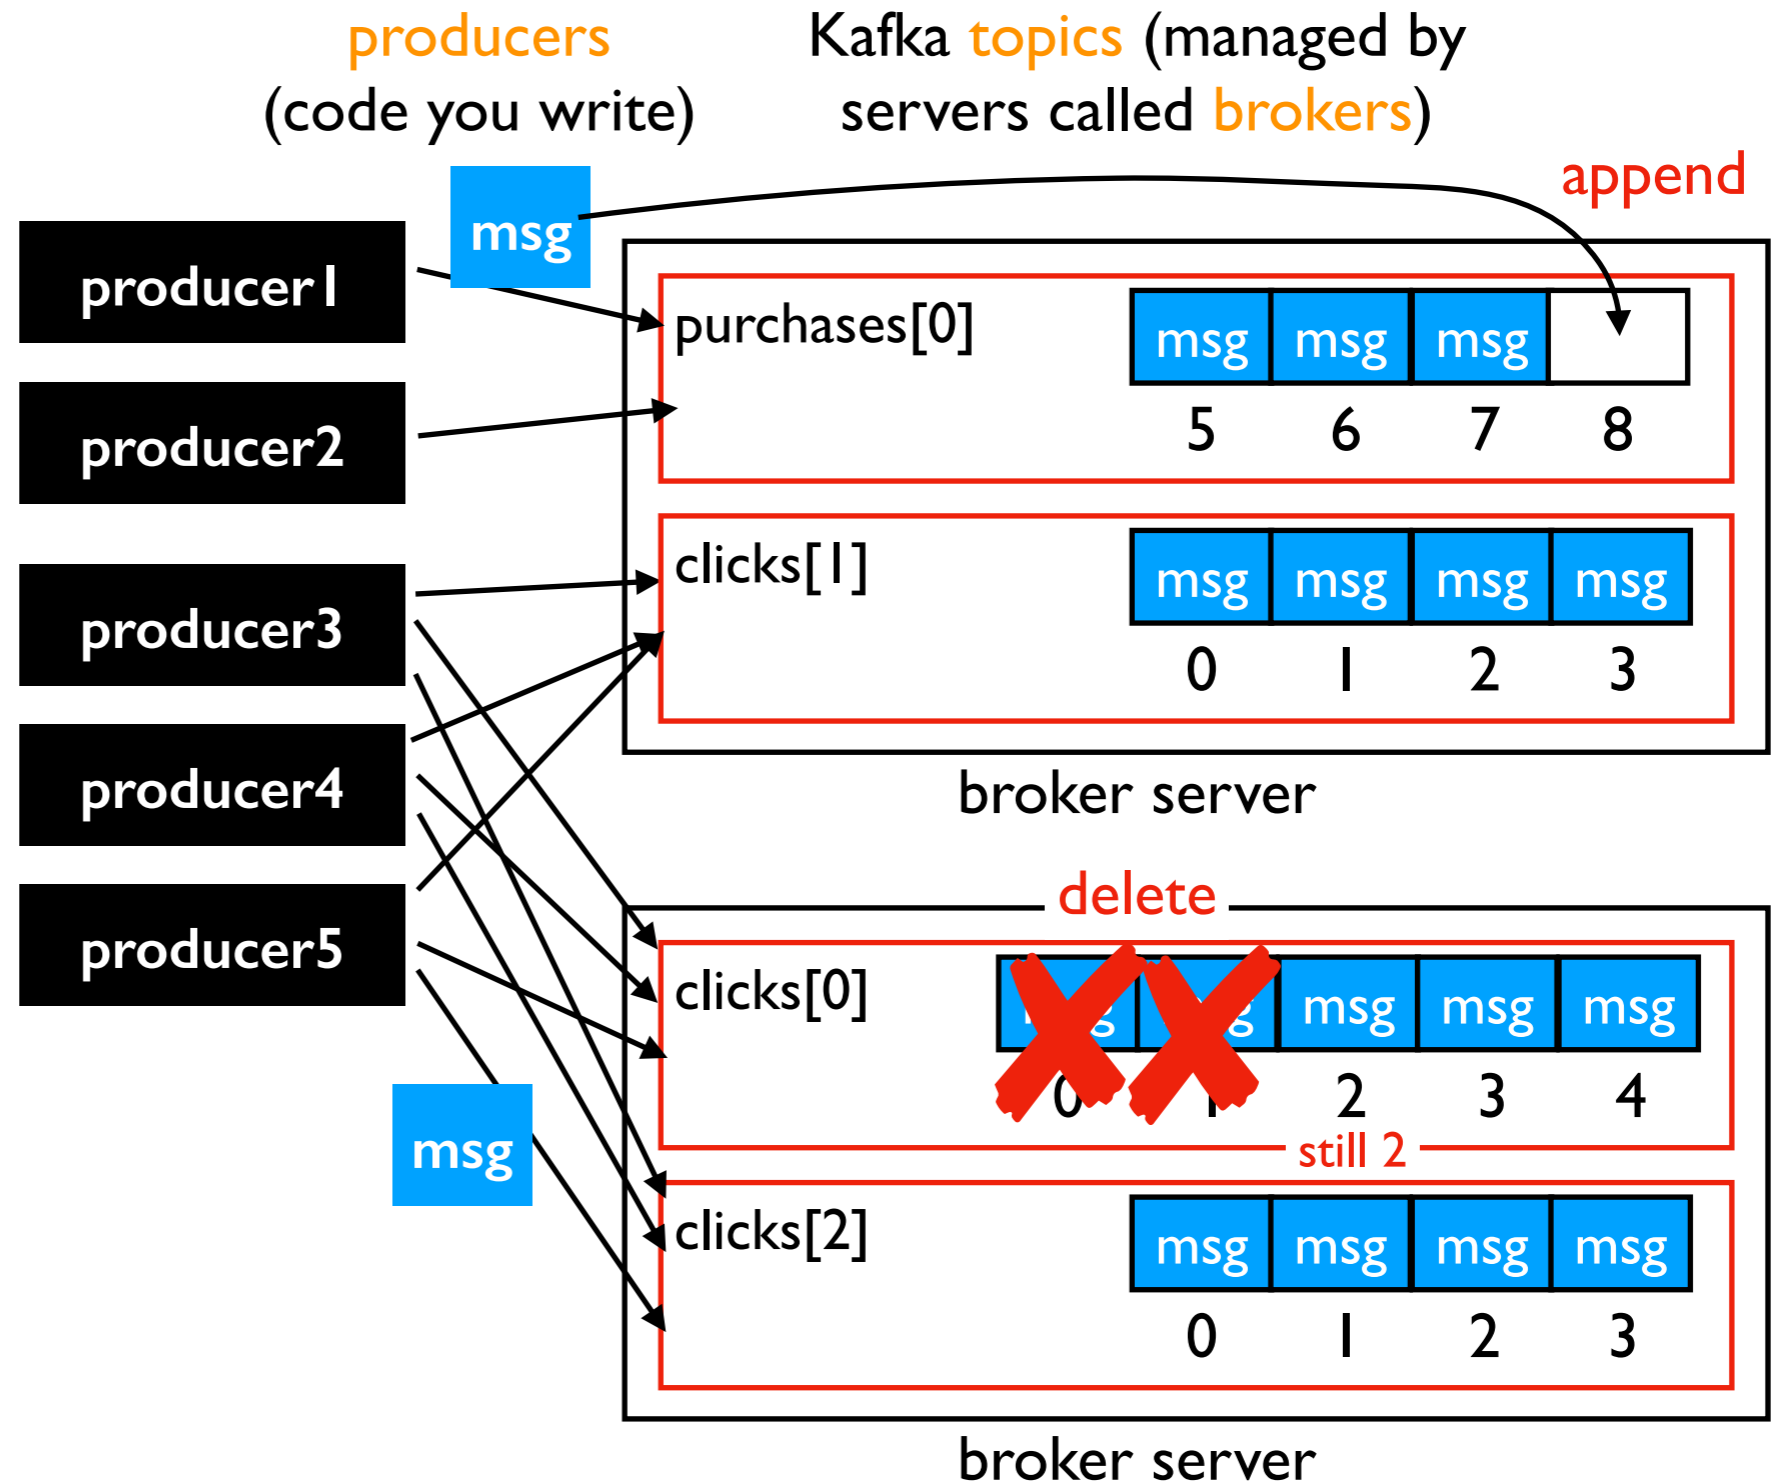 producers
(code you write)
Kafka topics (managed by
servers called brokers)
append
msg
producer1
producer2
producer3
producer4
producer5
purchases[0]
msg msg msg
5 6 7 8
clicks[1]
msg msg msg msg
0 1 2 3
broker server
delete
clicks[0]
msg msg msg
0 1 2 3 4
still 2
msg
clicks[2]
msg msg msg msg
0 1 2 3
broker server